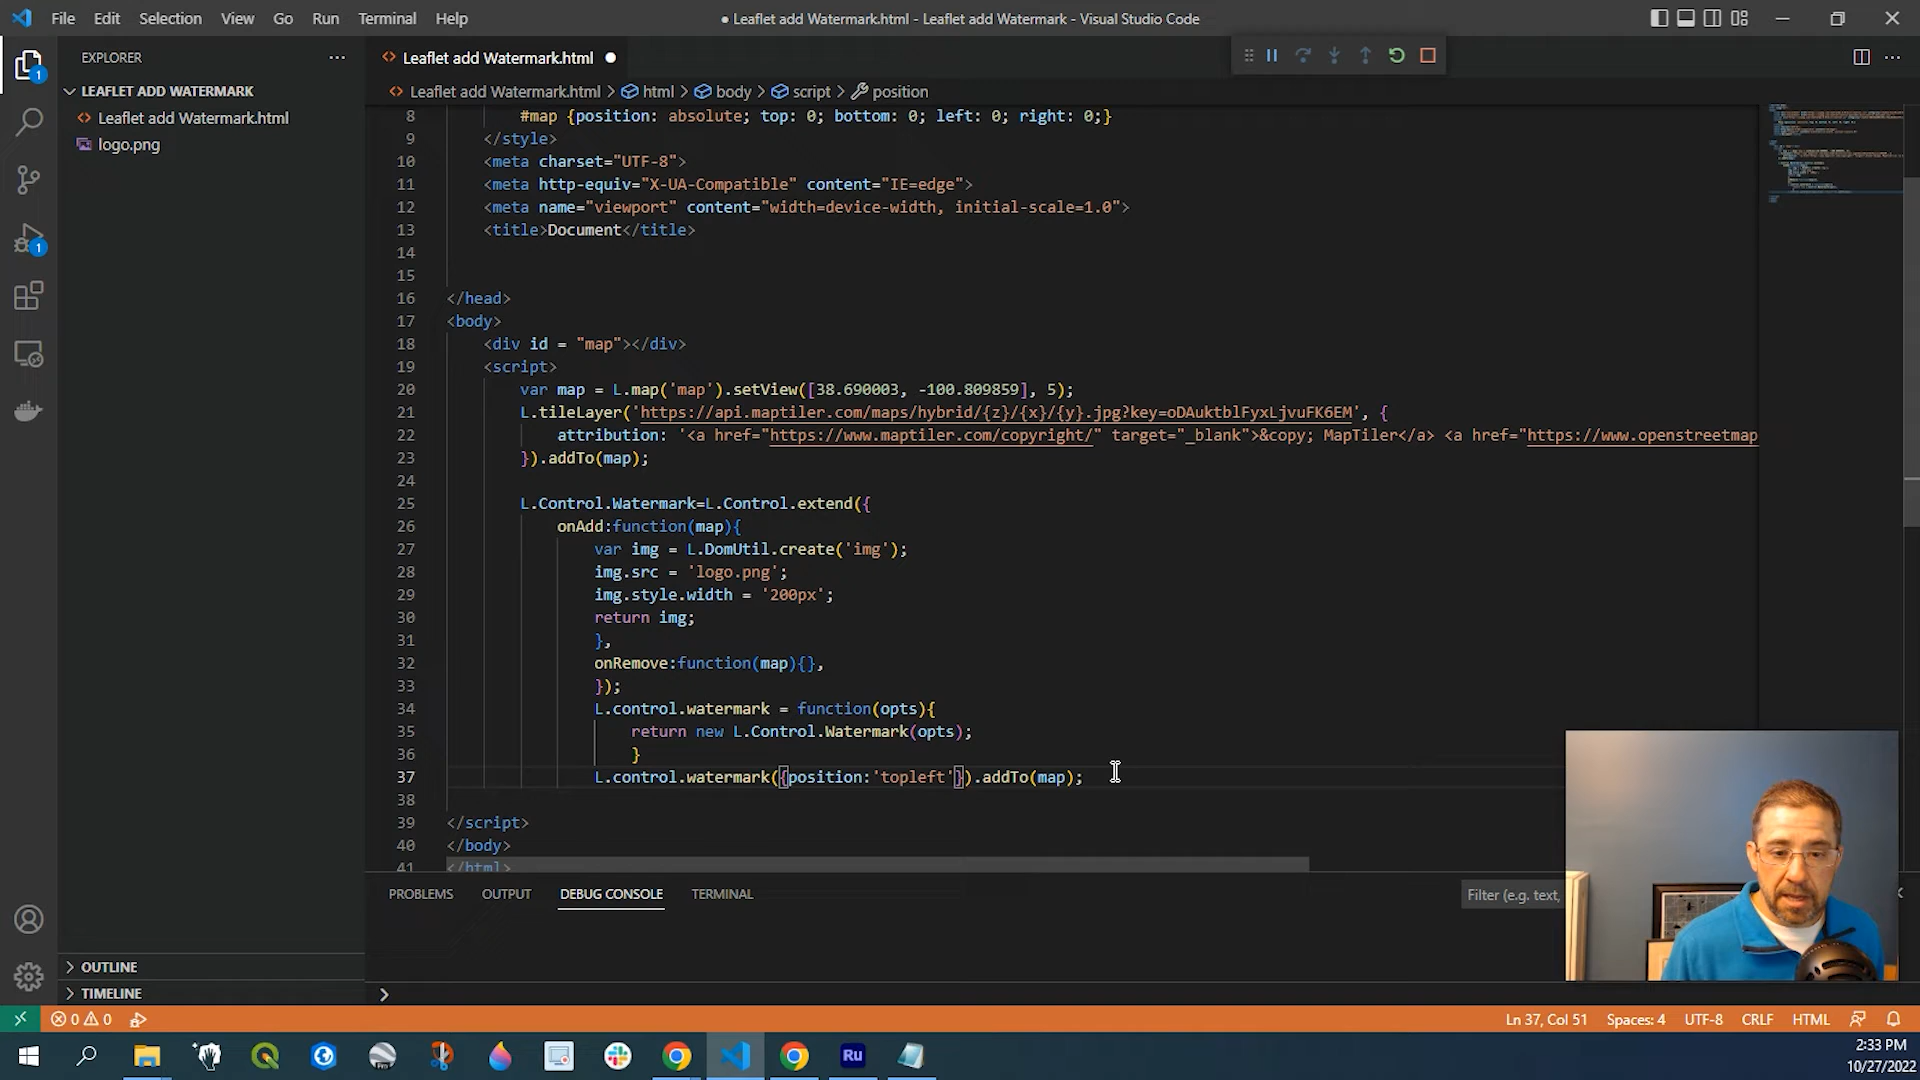 File Edit Selection View Go Run Terminal Help
● Leaflet add Watermark.html - Leaflet add Watermark - Visual Studio Code
EXPLORER
LEAFLET ADD WATERMARK
Leaflet add Watermark.html
logo.png
OUTLINE
TIMELINE
1
1
Leaflet add Watermark.html
Leaflet add Watermark.html > html > body > script > position
8 #map {position: absolute; top: 0; bottom: 0; left: 0; right: 0;}
9 </style>
10 <meta charset="UTF-8">
11 <meta http-equiv="X-UA-Compatible" content="IE=edge">
12 <meta name="viewport" content="width=device-width, initial-scale=1.0">
13 <title>Document</title>
14
15
16 </head>
17 <body>
18 <div id = "map"></div>
19 <script>
20 var map = L.map('map').setView([38.690003, -100.809859], 5);
21 L.tileLayer('https://api.maptiler.com/maps/hybrid/{z}/{x}/{y}.jpg?key=oDAuktblFyxLjvuFK6EM', {
22 attribution: '<a href="https://www.maptiler.com/copyright/" target="_blank">&copy; MapTiler</a> <a href="https://www.openstreetmap
23 }).addTo(map);
24
25 L.Control.Watermark=L.Control.extend({
26 onAdd:function(map){
27 var img = L.DomUtil.create('img');
28 img.src = 'logo.png';
29 img.style.width = '200px';
30 return img;
31 },
32 onRemove:function(map){},
33 });
34 L.control.watermark = function(opts){
35 return new L.Control.Watermark(opts);
36 }
37 L.control.watermark({position:'topleft'}).addTo(map);
38
39 </script>
40 </body>
41 </html>
PROBLEMS OUTPUT DEBUG CONSOLE TERMINAL
Filter (e.g. text,
0 0
Ln 37, Col 51 Spaces: 4 UTF-8 CRLF HTML
Pro
Ru
2:33 PM
10/27/2022